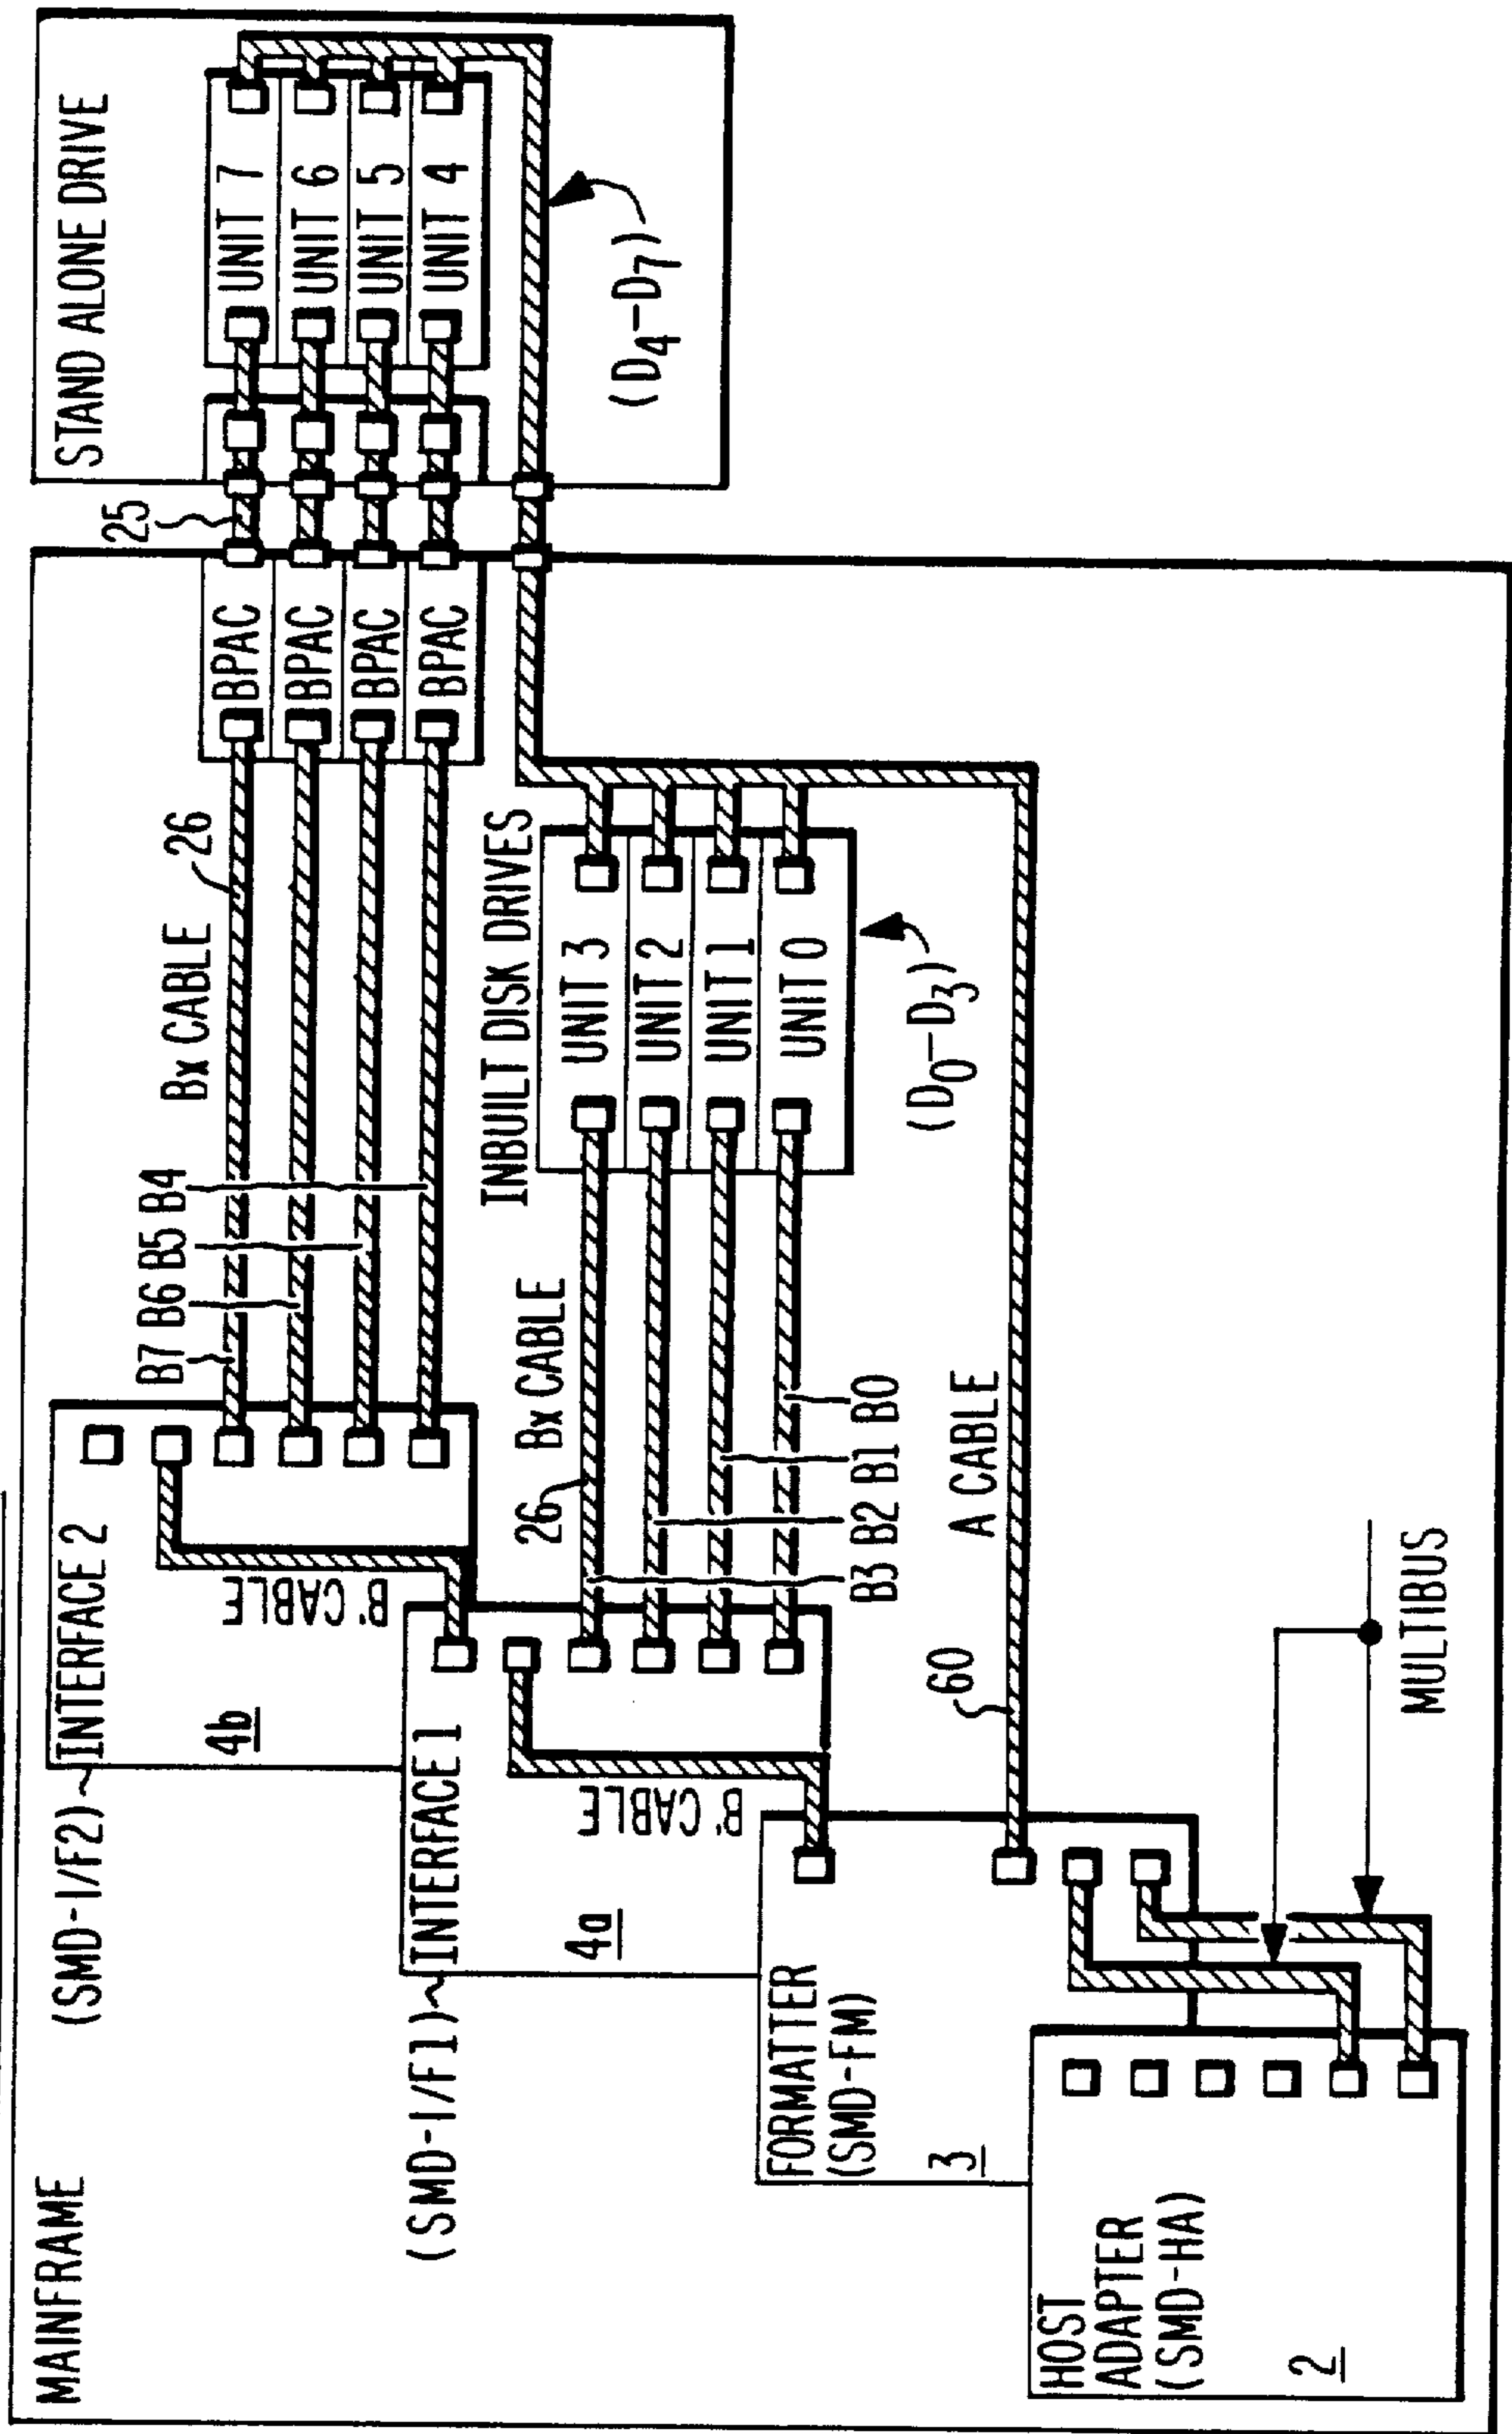 MAINFRAME
STAND ALONE DRIVE
(SMD-I/F2)
INTERFACE 2
4b
B' CABLE
B7 B6 B5 B4
Bx CABLE
26
BPAC
BPAC
BPAC
BPAC
25
UNIT 7
UNIT 6
UNIT 5
UNIT 4
(D4-D7)
(SMD-I/F1)
INTERFACE 1
4a
B' CABLE
26
Bx CABLE
B3 B2 B1 B0
INBUILT DISK DRIVES
UNIT 3
UNIT 2
UNIT 1
UNIT 0
(D0-D3)
FORMATTER
(SMD-FM)
3
60
A CABLE
HOST
ADAPTER
(SMD-HA)
2
MULTIBUS